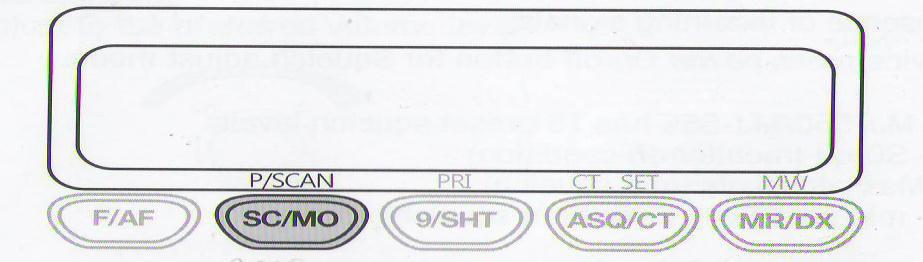 P/SCAN PRI CT . SET MW
F/AF SC/MO 9/SHT ASQ/CT MR/DX